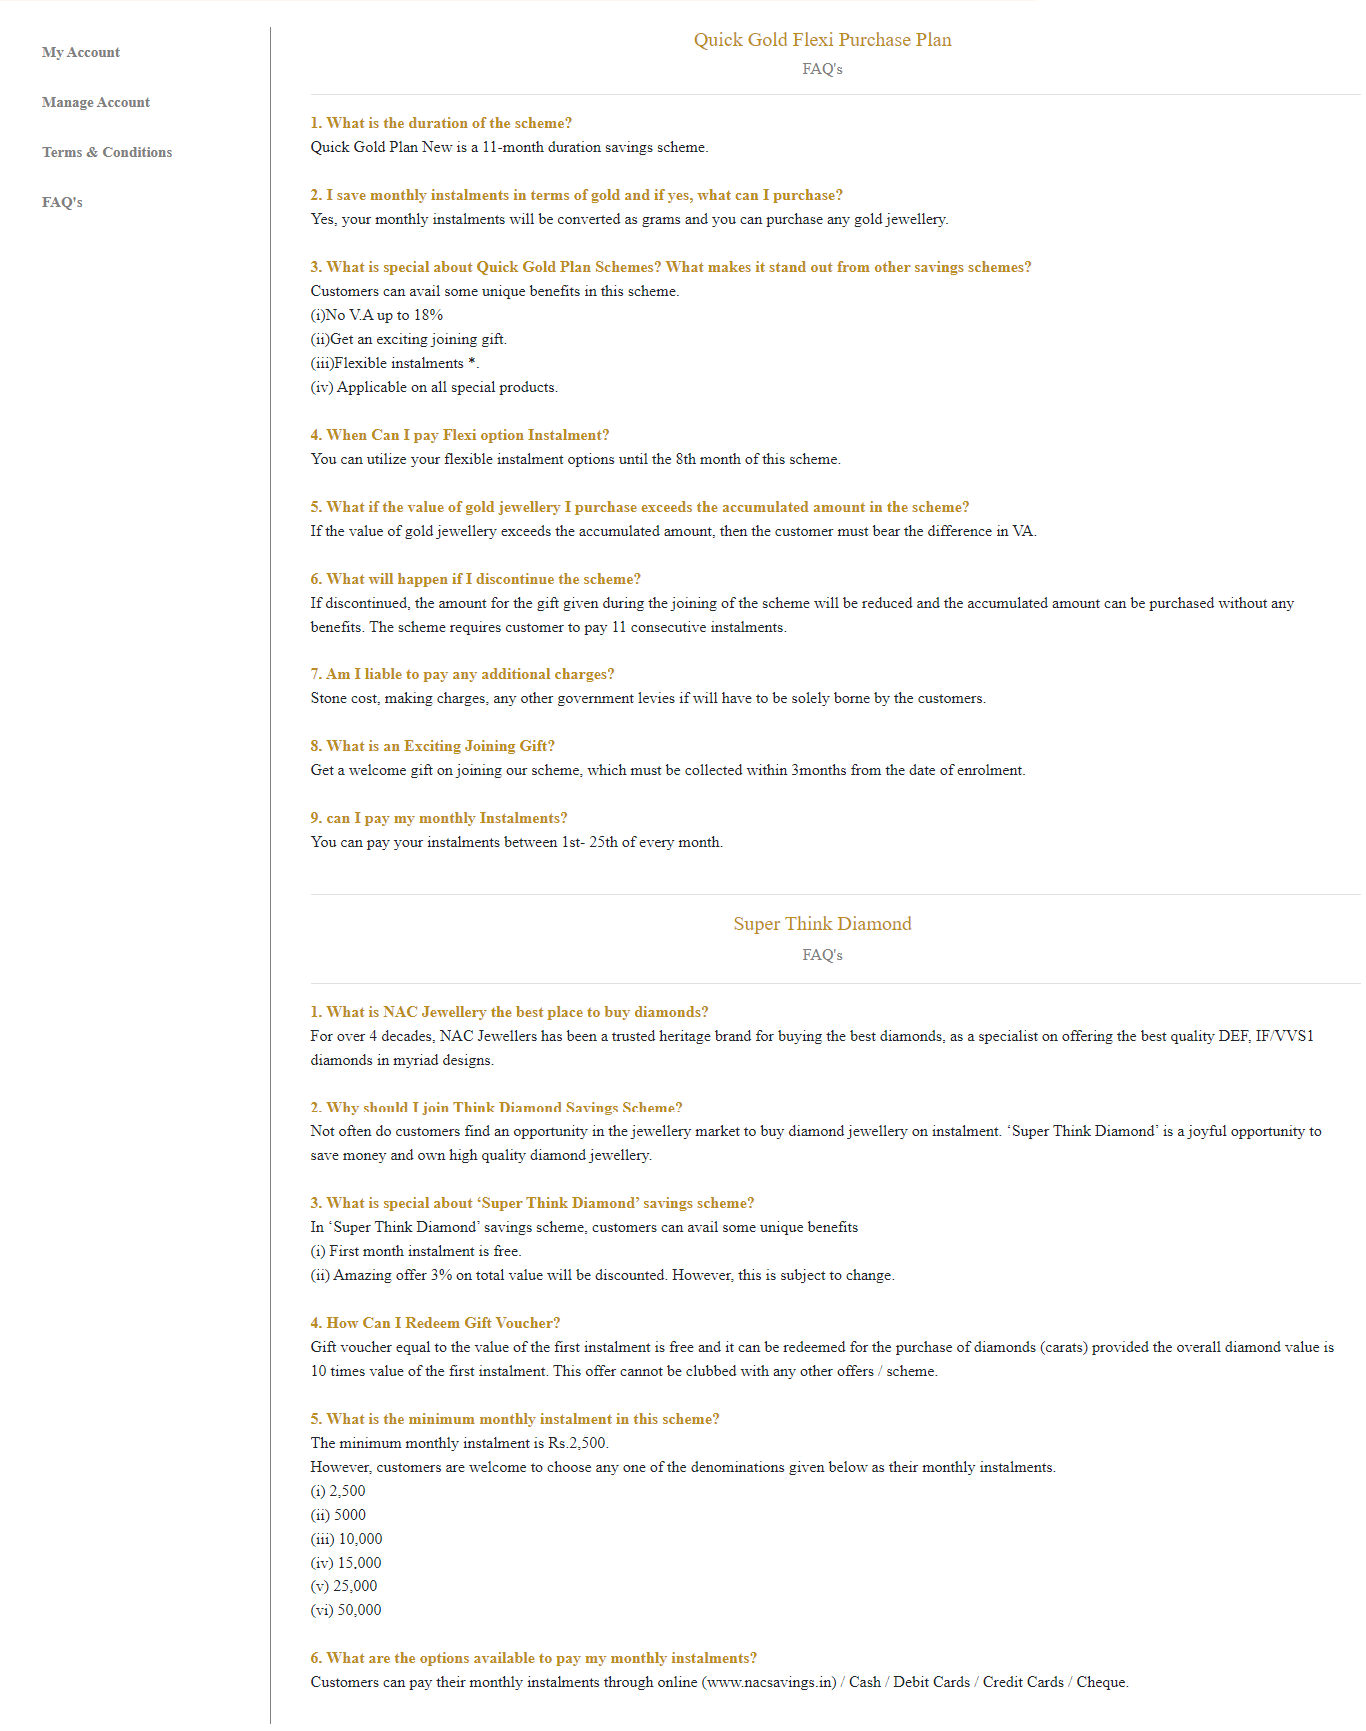 My Account
Manage Account
Terms & Conditions
FAQ's
Quick Gold Flexi Purchase Plan
FAQ's
1. What is the duration of the scheme?
Quick Gold Plan New is a 11-month duration savings scheme.
2. I save monthly instalments in terms of gold and if yes, what can I purchase?
Yes, your monthly instalments will be converted as grams and you can purchase any gold jewellery.
3. What is special about Quick Gold Plan Schemes? What makes it stand out from other savings schemes?
Customers can avail some unique benefits in this scheme.
(i)No V.A up to 18%
(ii)Get an exciting joining gift.
(iii)Flexible instalments *.
(iv) Applicable on all special products.
4. When Can I pay Flexi option Instalment?
You can utilize your flexible instalment options until the 8th month of this scheme.
5. What if the value of gold jewellery I purchase exceeds the accumulated amount in the scheme?
If the value of gold jewellery exceeds the accumulated amount, then the customer must bear the difference in VA.
6. What will happen if I discontinue the scheme?
If discontinued, the amount for the gift given during the joining of the scheme will be reduced and the accumulated amount can be purchased without any
benefits. The scheme requires customer to pay 11 consecutive instalments.
7. Am I liable to pay any additional charges?
Stone cost, making charges, any other government levies if will have to be solely borne by the customers.
8. What is an Exciting Joining Gift?
Get a welcome gift on joining our scheme, which must be collected within 3months from the date of enrolment.
9. can I pay my monthly Instalments?
You can pay your instalments between 1st- 25th of every month.
Super Think Diamond
FAQ's
1. What is NAC Jewellery the best place to buy diamonds?
For over 4 decades, NAC Jewellers has been a trusted heritage brand for buying the best diamonds, as a specialist on offering the best quality DEF, IF/VVS1
diamonds in myriad designs.
2. Why should I join Think Diamond Savings Scheme?
Not often do customers find an opportunity in the jewellery market to buy diamond jewellery on instalment. ‘Super Think Diamond’ is a joyful opportunity to
save money and own high quality diamond jewellery.
3. What is special about ‘Super Think Diamond’ savings scheme?
In ‘Super Think Diamond’ savings scheme, customers can avail some unique benefits
(i) First month instalment is free.
(ii) Amazing offer 3% on total value will be discounted. However, this is subject to change.
4. How Can I Redeem Gift Voucher?
Gift voucher equal to the value of the first instalment is free and it can be redeemed for the purchase of diamonds (carats) provided the overall diamond value is
10 times value of the first instalment. This offer cannot be clubbed with any other offers / scheme.
5. What is the minimum monthly instalment in this scheme?
The minimum monthly instalment is Rs.2,500.
However, customers are welcome to choose any one of the denominations given below as their monthly instalments.
(i) 2,500
(ii) 5000
(iii) 10,000
(iv) 15,000
(v) 25,000
(vi) 50,000
6. What are the options available to pay my monthly instalments?
Customers can pay their monthly instalments through online (www.nacsavings.in) / Cash / Debit Cards / Credit Cards / Cheque.